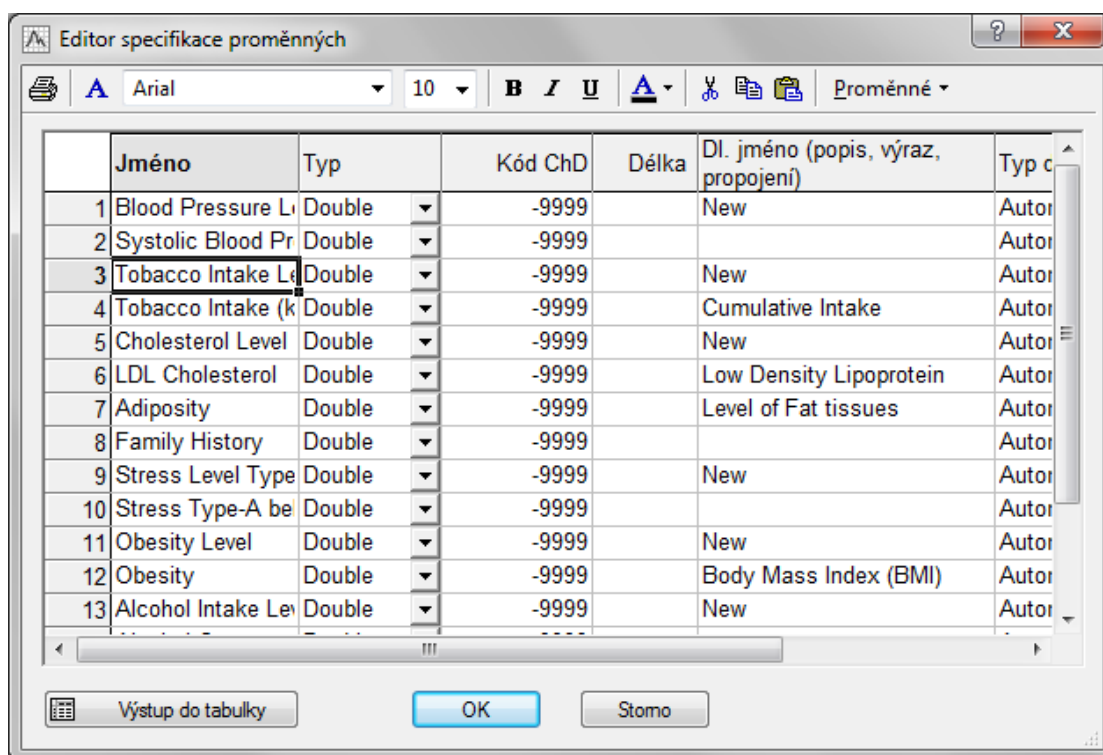 Editor specifikace proměnných
A Arial 10 B I U A Proměnné
Jméno Typ Kód ChD Délka Dl. jméno (popis, výraz, propojení) Typ
1 Blood Pressure Double -9999 New
2 Systolic Blood Pr Double -9999
3 Tobacco Intake Double -9999 New
4 Tobacco Intake (k Double -9999 Cumulative Intake
5 Cholesterol Level Double -9999 New
6 LDL Cholesterol Double -9999 Low Density Lipoprotein
7 Adiposity Double -9999 Level of Fat tissues
8 Family History Double -9999
9 Stress Level Type Double -9999 New
10 Stress Type-A be Double -9999
11 Obesity Level Double -9999 New
12 Obesity Double -9999 Body Mass Index (BMI)
13 Alcohol Intake Double -9999 New
Výstup do tabulky OK Storno